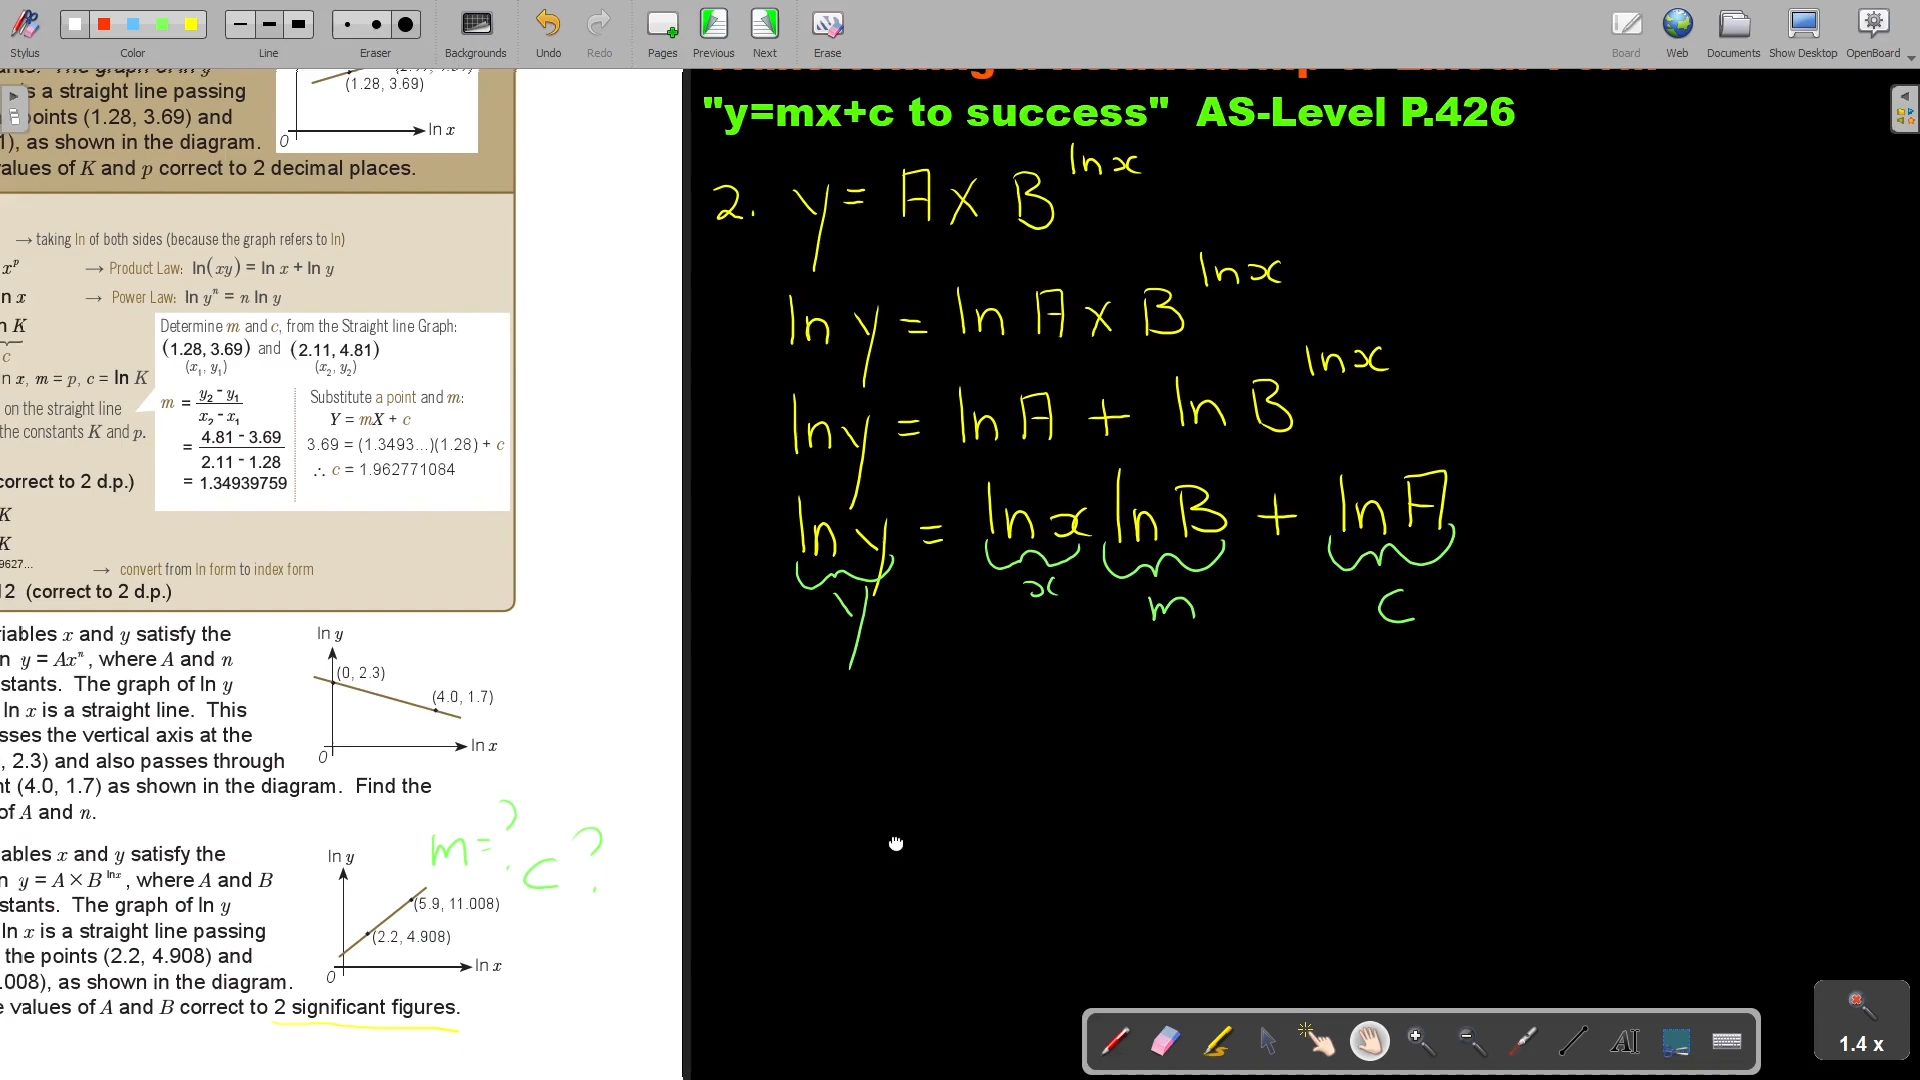 Stylus
Color
Line
Eraser
Backgrounds
Undo
Redo
Pages
Previous
Next
Erase
Board
Web
Documents
Show Desktop
OpenBoard
s a straight line passing
oints (1.28, 3.69) and
1), as shown in the diagram.
alues of K and p correct to 2 decimal places.
(1.28, 3.69)
ln x
0
→ taking ln of both sides (because the graph refers to ln)
x^p → Product Law: ln(xy) = ln x + ln y
n x → Power Law: ln y^n = n ln y
n K
c
n x, m = p, c = ln K
on the straight line
the constants K and p.
Determine m and c, from the Straight line Graph:
(1.28, 3.69) and (2.11, 4.81)
(x₁, y₁) (x₂, y₂)
m = (y₂ - y₁)/(x₂ - x₁)
= (4.81 - 3.69)/(2.11 - 1.28)
= 1.34939759
Substitute a point and m:
Y = mX + c
3.69 = (1.3493...)(1.28) + c
∴ c = 1.962771084
correct to 2 d.p.)
K
K
9627...
→ convert from ln form to index form
12 (correct to 2 d.p.)
riables x and y satisfy the
n y = Ax^n, where A and n
stants. The graph of ln y
ln x is a straight line. This
sses the vertical axis at the
, 2.3) and also passes through
nt (4.0, 1.7) as shown in the diagram. Find the
of A and n.
ln y
(0, 2.3)
(4.0, 1.7)
0
ln x
ables x and y satisfy the
n y = A × B^lnx, where A and B
stants. The graph of ln y
ln x is a straight line passing
the points (2.2, 4.908) and
.008), as shown in the diagram.
e values of A and B correct to 2 significant figures.
ln y
(5.9, 11.008)
(2.2, 4.908)
0
ln x
m = ?
c ?
"y=mx+c to success" AS-Level P.426
2. y = A x B^lnx
ln y = ln A x B^lnx
ln y = ln A + ln B^lnx
ln y = ln x ln B + ln A
y x m c
1.4 x